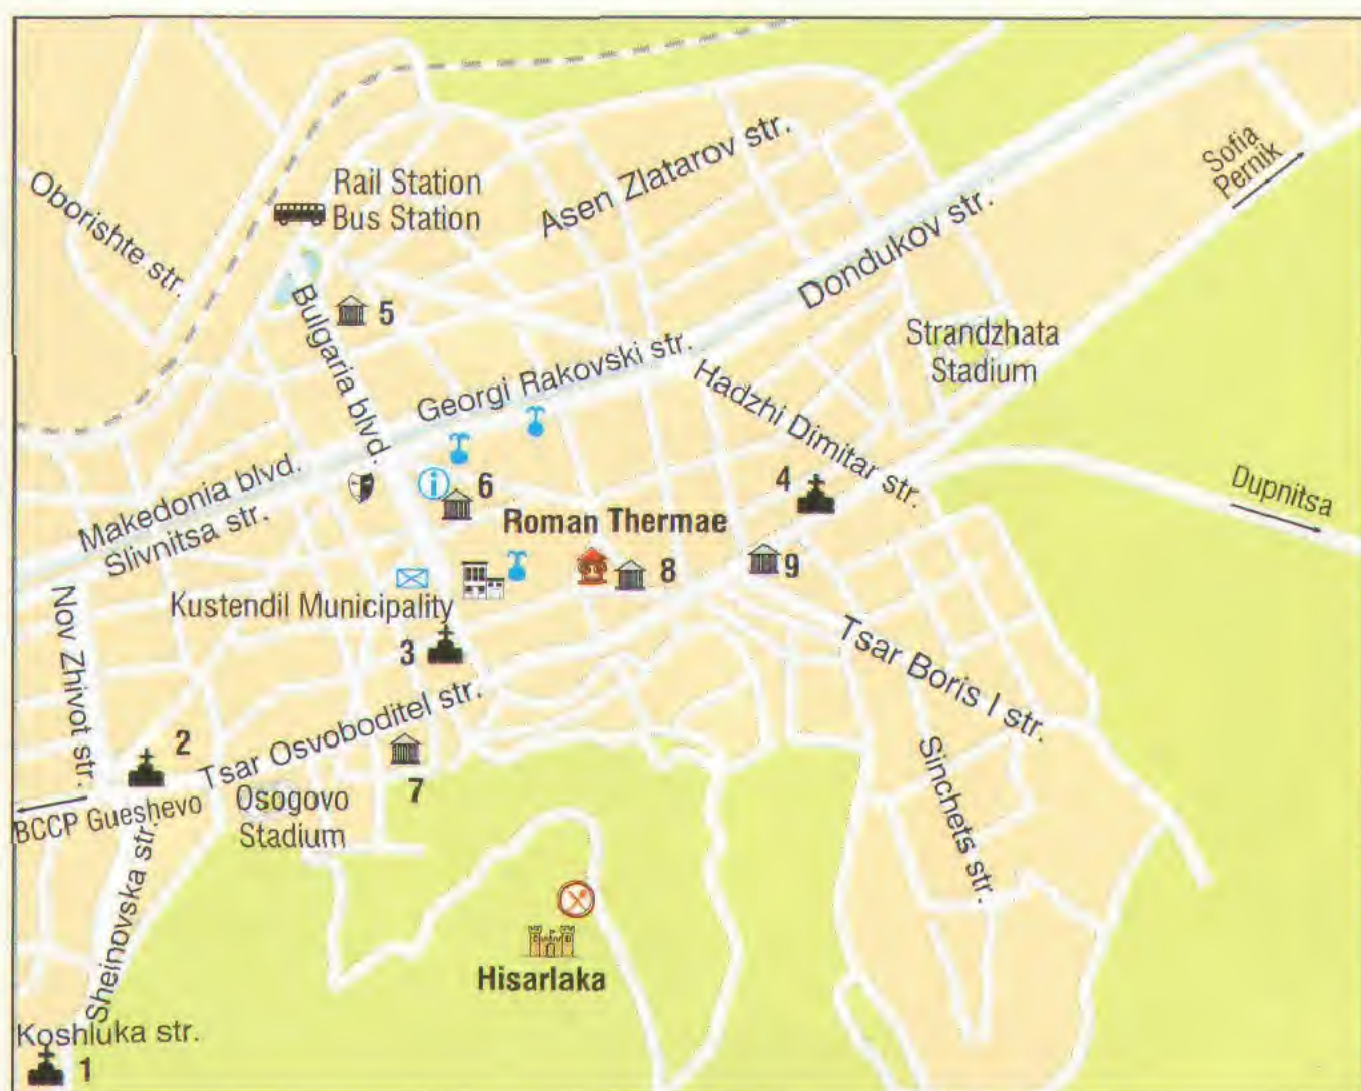 Rail Station
Bus Station
Oborishte str.
Asen Zlatarov str.
Sofia
Pernik
Dondukov str.
Bulgaria blvd.
5
Georgi Rakovski str.
Strandzhata
Stadium
Hadzhi Dimitar str.
Makedonia blvd.
Slivnitsa str.
i
6
4
Dupnitsa
Roman Thermae
8
9
Kustendil Municipality
Nov Zhivot str.
3
Tsar Boris I str.
Tsar Osvoboditel str.
2
7
BCCP Gueshevo
Osogovo
Stadium
Sinchets str.
Sheinovska str.
Hisarlaka
Koshluka str.
1